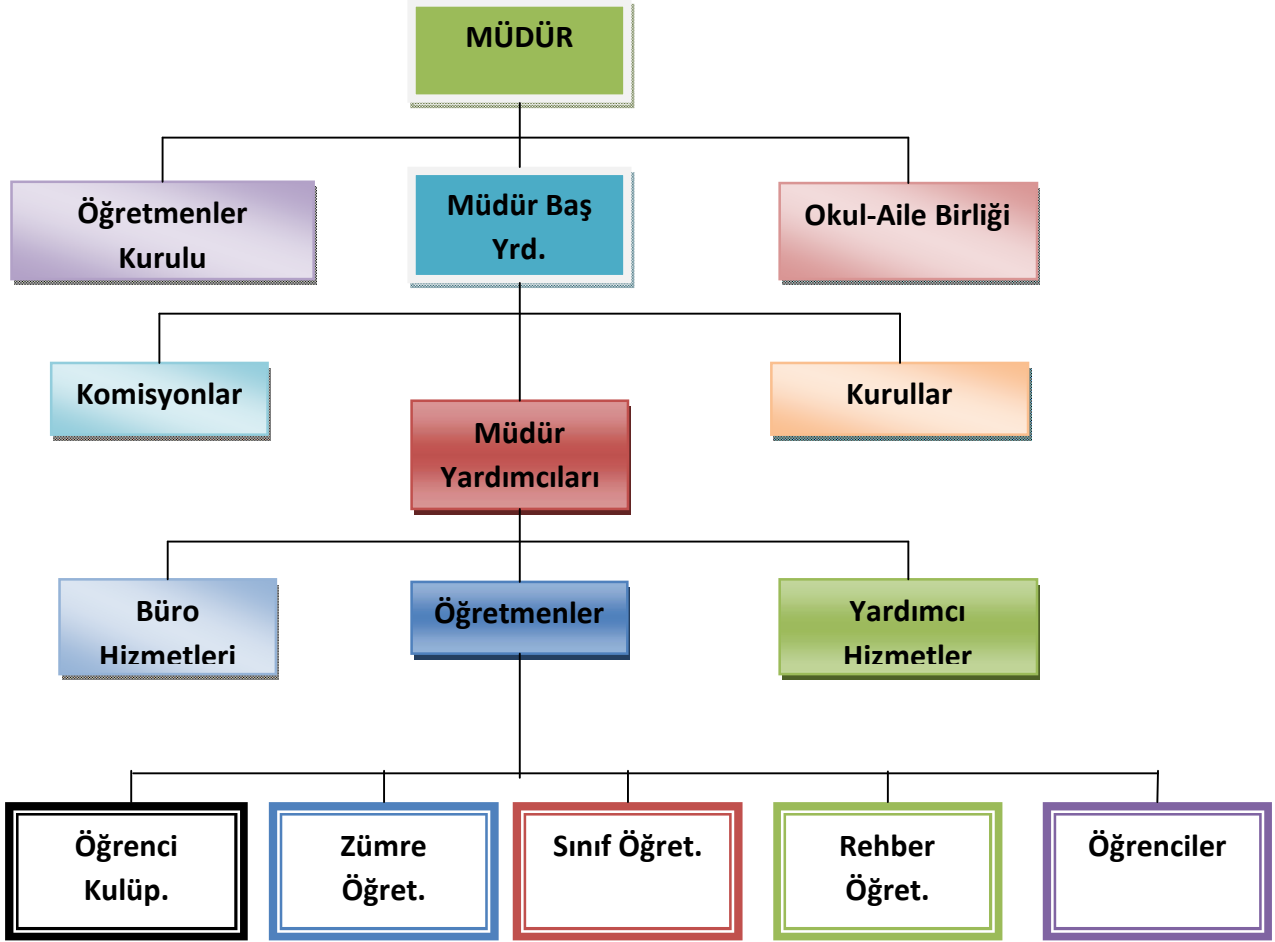 MÜDÜR
Öğretmenler
Kurulu
Müdür Baş
Yrd.
Okul-Aile Birliği
Komisyonlar
Kurullar
Müdür
Yardımcıları
Büro
Hizmetleri
Öğretmenler
Yardımcı
Hizmetler
Öğrenci
Kulüp.
Zümre
Öğret.
Sınıf Öğret.
Rehber
Öğret.
Öğrenciler